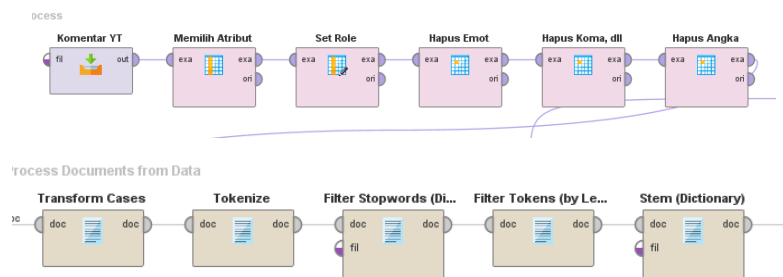 ocess
Komentar YT Memilih Atribut Set Role Hapus Emot Hapus Koma, dll Hapus Angka
fil out exa exa exa exa exa exa exa exa exa exa
ori ori ori ori ori
rocess Documents from Data
Transform Cases Tokenize Filter Stopwords (Di... Filter Tokens (by Le... Stem (Dictionary)
oc doc doc doc doc doc doc doc doc doc doc
fil fil